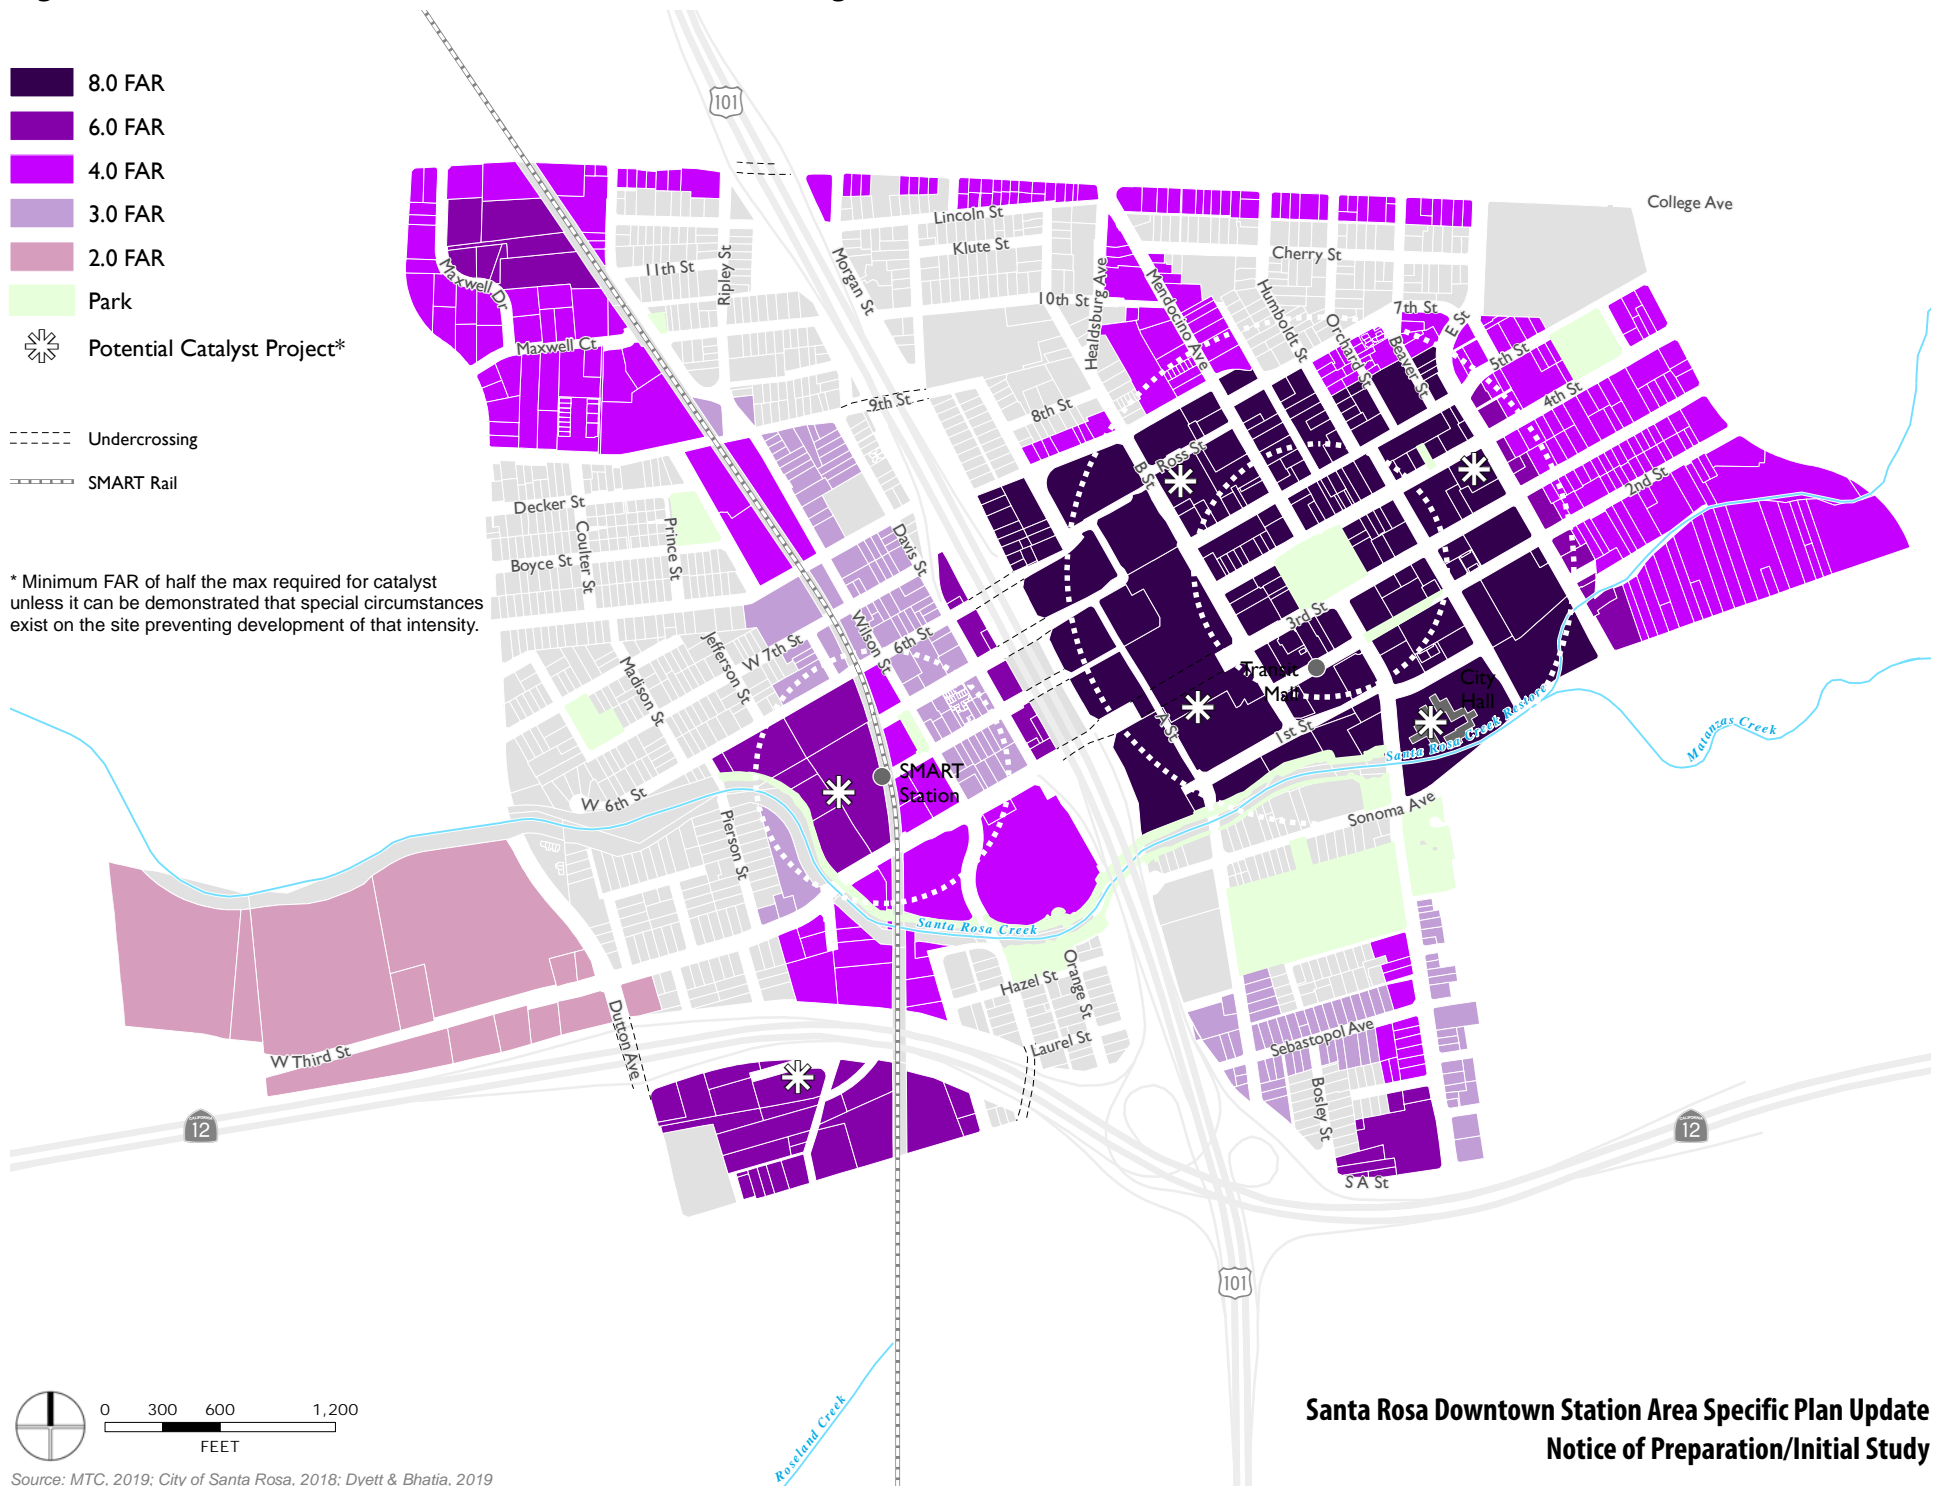 8.0 FAR
6.0 FAR
4.0 FAR
3.0 FAR
2.0 FAR
Park
Potential Catalyst Project*
Undercrossing
SMART Rail
* Minimum FAR of half the max required for catalyst
unless it can be demonstrated that special circumstances
exist on the site preventing development of that intensity.
101
College Ave
Lincoln St
Klute St
Cherry St
11th St
Ripley St
Morgan St
10th St
Healdsburg Ave
Mendocino Ave
Humboldt St
Orchard St
7th St
Beaver St
E St
5th St
4th St
2nd St
Maxwell Dr
Maxwell Ct
9th St
8th St
B St
Ross St
Decker St
Coulter St
Prince St
Boyce St
Davis St
Wilson St
6th St
W 7th St
Jefferson St
Madison St
3rd St
Transit
Mall
City
Hall
A St
1st St
Santa Rosa Creek Restore
Matanzas Creek
SMART
Station
W 6th St
Pierson St
Sonoma Ave
Santa Rosa Creek
Hazel St
Orange St
Laurel St
Sebastopol Ave
Bosley St
S A St
W Third St
Dutton Ave
CALIFORNIA
12
CALIFORNIA
12
101
Roseland Creek
0 300 600 1,200
FEET
Source: MTC, 2019; City of Santa Rosa, 2018; Dyett & Bhatia, 2019
Santa Rosa Downtown Station Area Specific Plan Update
Notice of Preparation/Initial Study